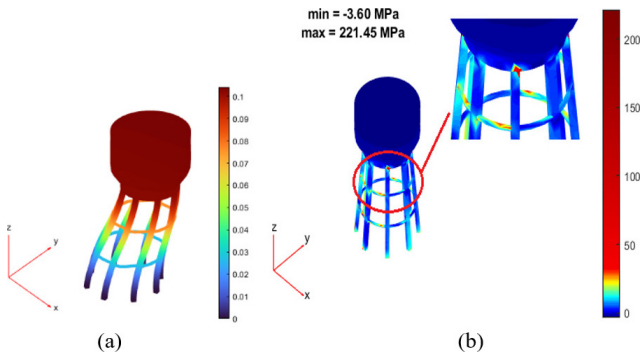 min = -3.60 MPa
max = 221.45 MPa
200
150
100
50
0
0.1
0.09
0.08
0.07
0.06
0.05
0.04
0.03
0.02
0.01
0
z
y
x
z
y
x
(a)
(b)